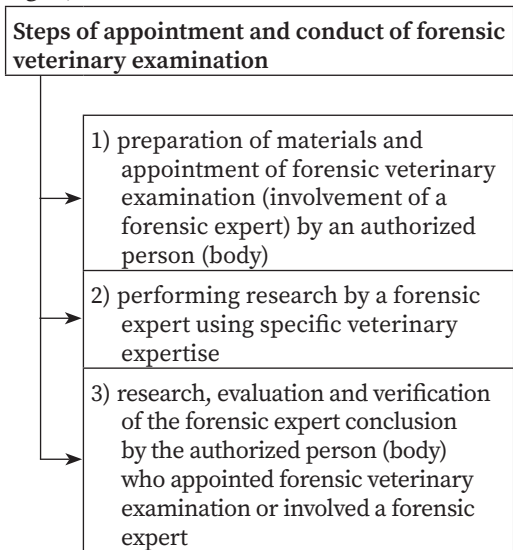 Steps of appointment and conduct of forensic
veterinary examination
1) preparation of materials and
appointment of forensic veterinary
examination (involvement of a
forensic expert) by an authorized
person (body)
2) performing research by a forensic
expert using specific veterinary
expertise
3) research, evaluation and verification
of the forensic expert conclusion
by the authorized person (body)
who appointed forensic veterinary
examination or involved a forensic
expert